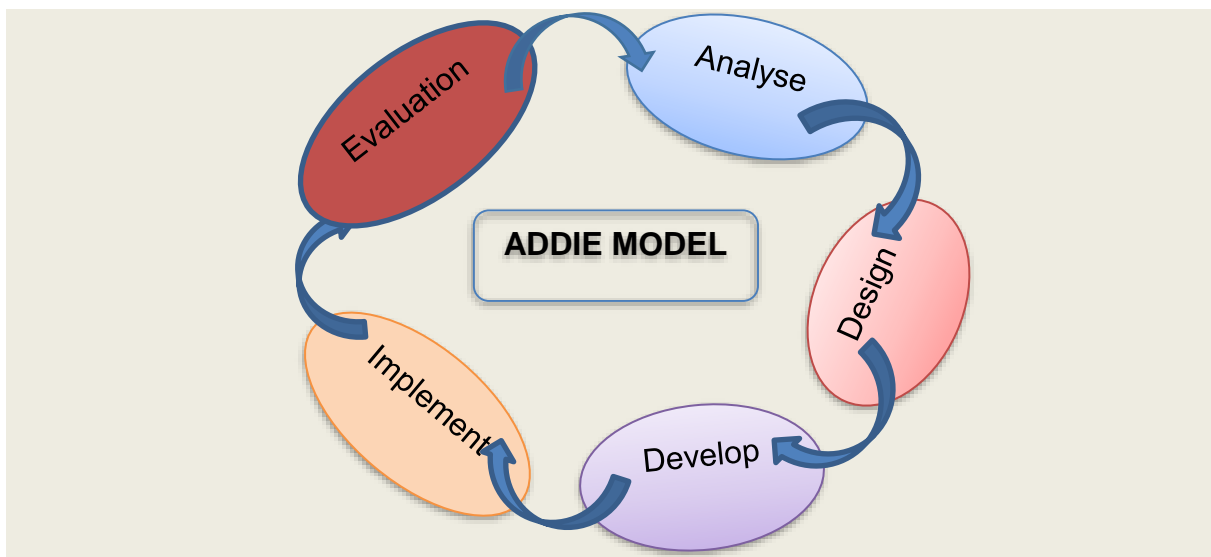 Analyse
Evaluation
ADDIE MODEL
Design
Implement
Develop